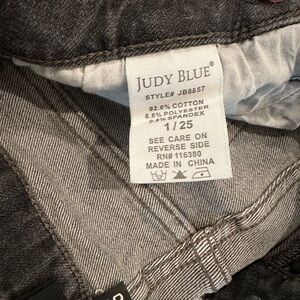 JUDY BLUE®
STYLE# JB8857
92.6% COTTON
6.6% POLYESTER
0.8% SPANDEX
1 / 25
SEE CARE ON
REVERSE SIDE
RN# 116380
MADE IN CHINA